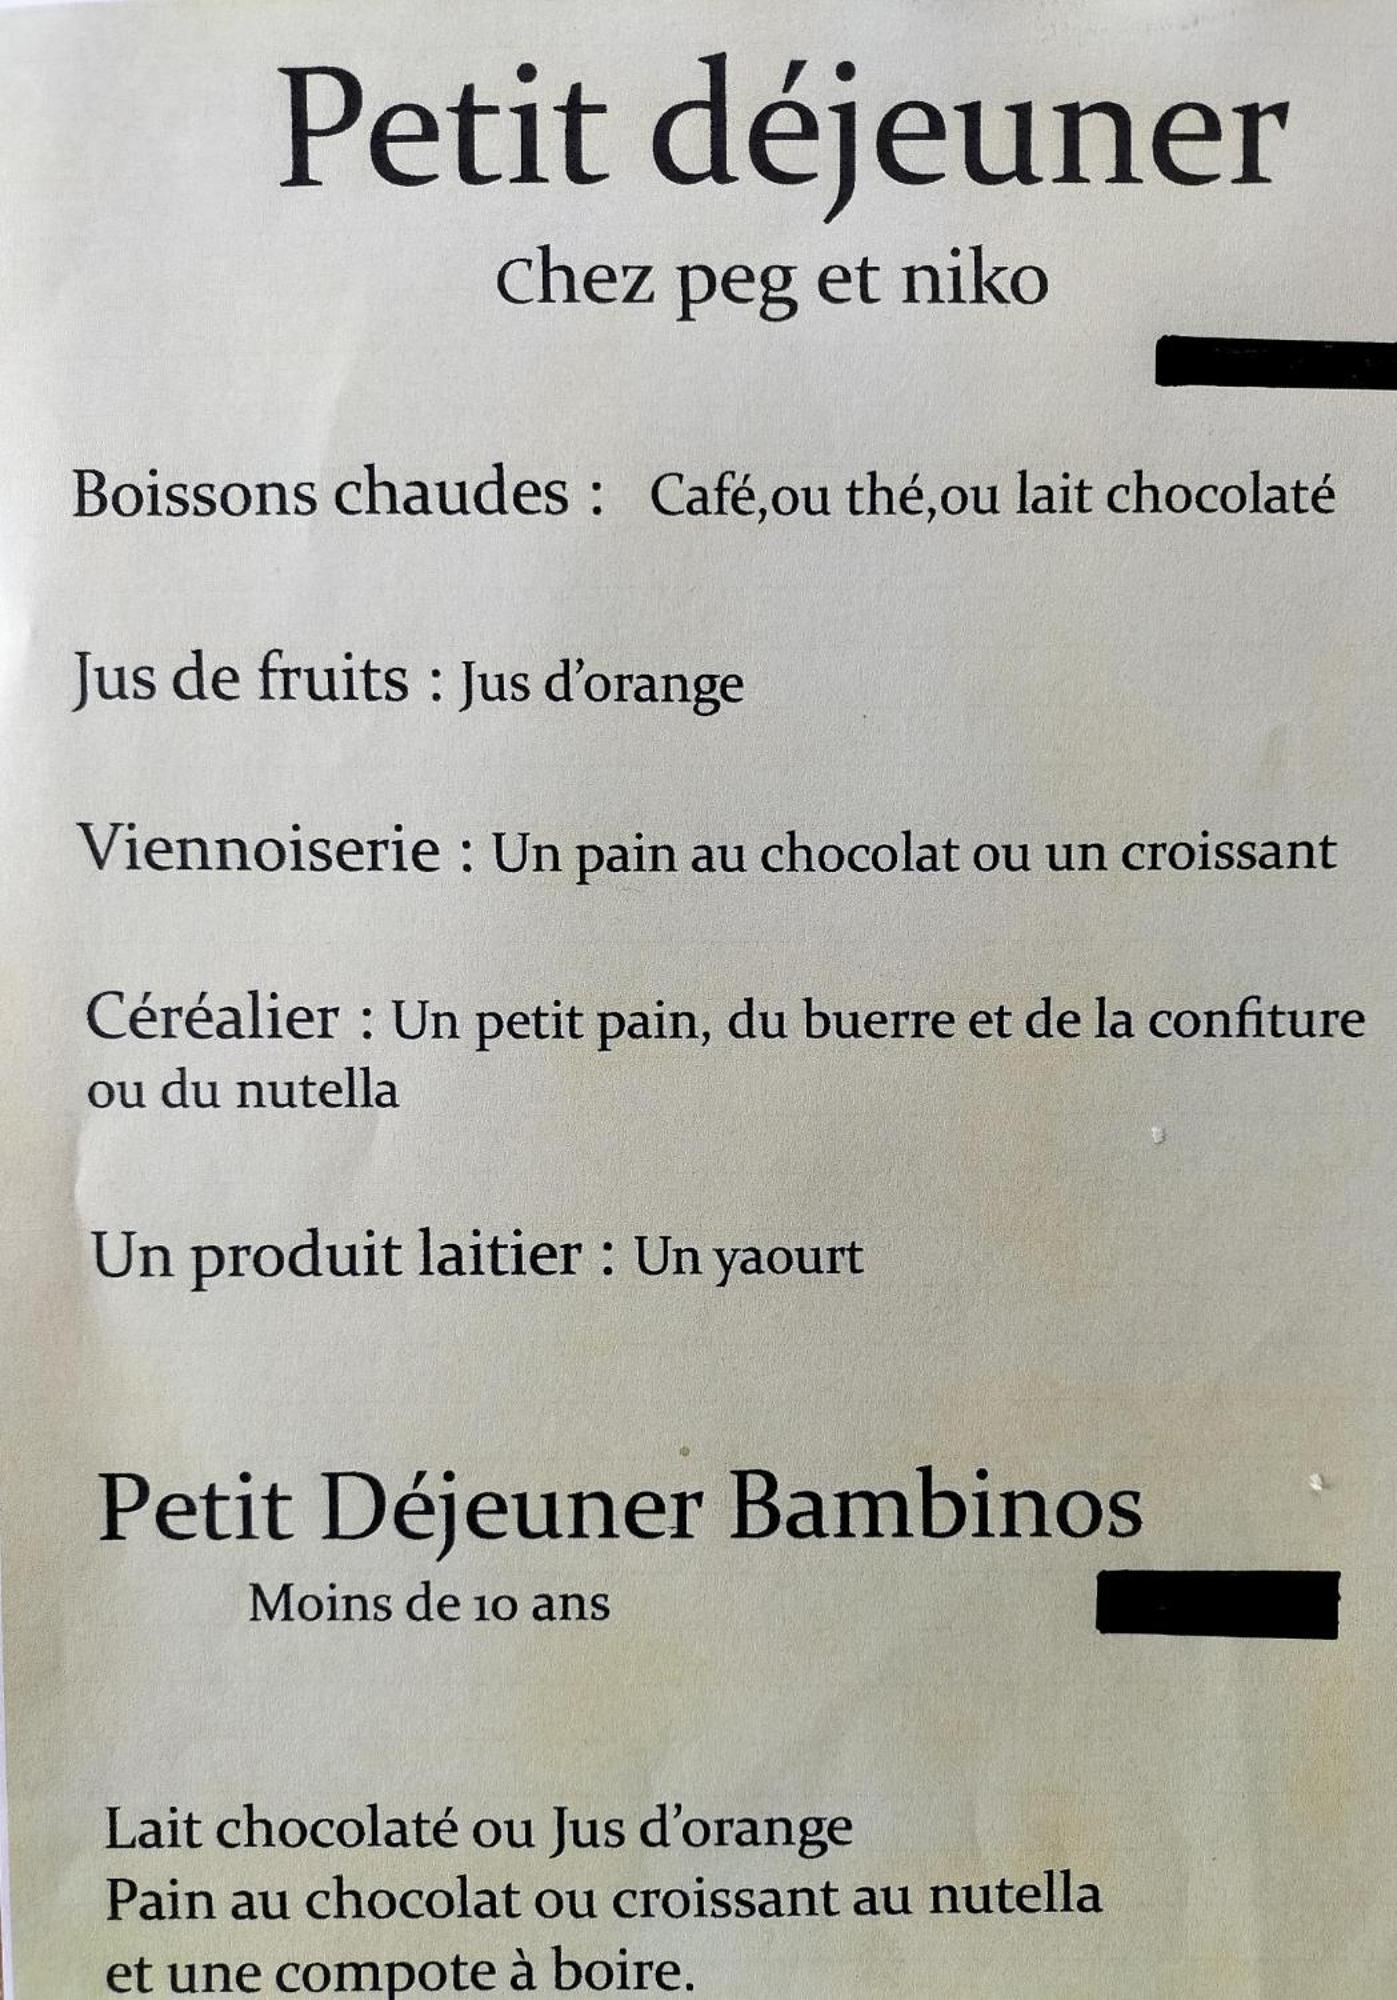 Petit déjeuner
Chez peg et niko
Boissons chaudes : Café,ou thé,ou lait chocolaté
Jus de fruits : Jus d’orange
Viennoiserie : Un pain au chocolat ou un croissant
Céréalier : Un petit pain, du buerre et de la confiture
ou du nutella
Un produit laitier : Un yaourt
Petit Déjeuner Bambinos
Moins de 10 ans
Lait chocolaté ou Jus d’orange
Pain au chocolat ou croissant au nutella
et une compote à boire.